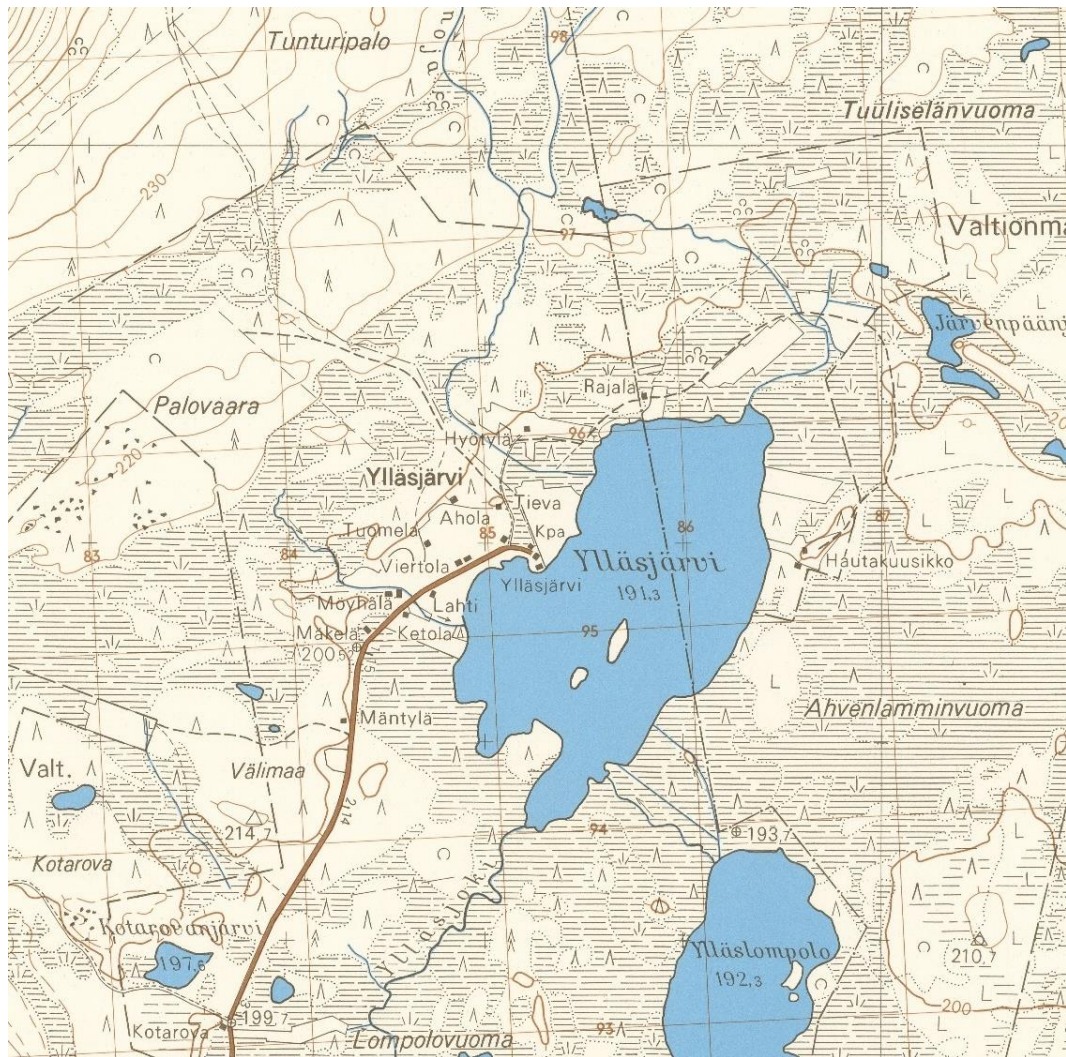 98
Tunturipalo
Tuuliselänvuoma
230
97
Valtionma
Järvenpääni
Rajala
Palovaara
Hyötylä
96
220
Ylläsjärvi
Tieva
Ahola
Tuomela
85
Kpa
86
87
83
84
Viertola
Ylläsjärvi
191,3
Hautakuusikko
Ylläsjärvi
Möyhälä
Lahti
Mäkelä
Ketola
95
200,5
Mäntylä
Ahvenlamminvuoma
Valt.
Välimaa
214
214,7
94
193,7
Kotarova
Ylläsjoki
Kotarovanjärvi
Ylläslompolo
197,6
192,3
210,7
200
Kotarova
199,7
93
Lompolovuoma